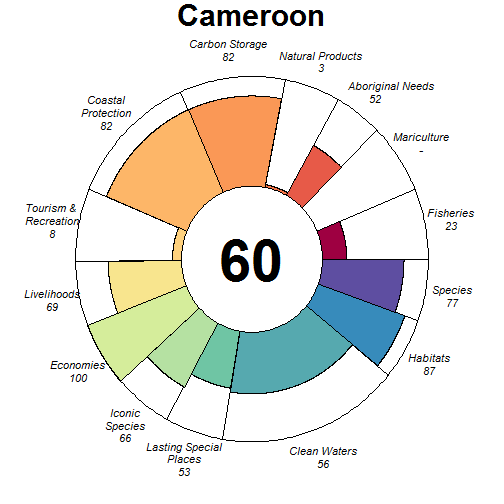 Cameroon
Carbon Storage
82
Natural Products
3
Aboriginal Needs
52
Mariculture
-
Fisheries
23
Species
77
Habitats
87
Clean Waters
56
Lasting Special
Places
53
Iconic
Species
66
Economies
100
Livelihoods
69
Tourism &
Recreation
8
Coastal
Protection
82
60